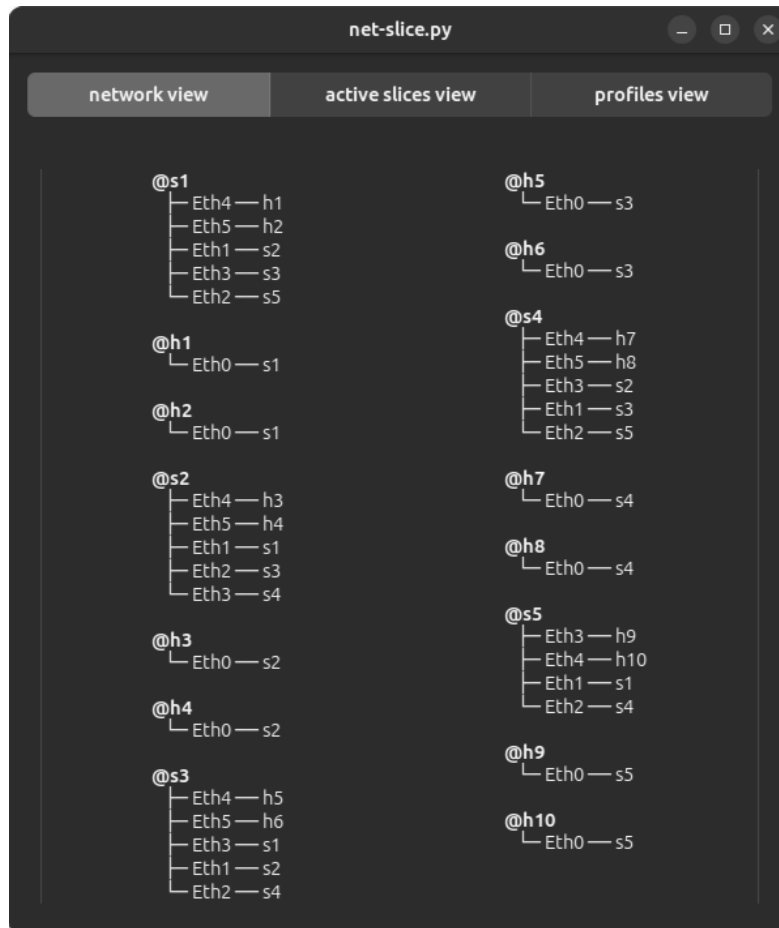 net-slice.py
network view
active slices view
profiles view
@s1
Eth4 h1
Eth5 h2
Eth1 s2
Eth3 s3
Eth2 s5
@h1
Eth0 s1
@h2
Eth0 s1
@s2
Eth4 h3
Eth5 h4
Eth1 s1
Eth2 s3
Eth3 s4
@h3
Eth0 s2
@h4
Eth0 s2
@s3
Eth4 h5
Eth5 h6
Eth3 s1
Eth1 s2
Eth2 s4
@h5
Eth0 s3
@h6
Eth0 s3
@s4
Eth4 h7
Eth5 h8
Eth3 s2
Eth1 s3
Eth2 s5
@h7
Eth0 s4
@h8
Eth0 s4
@s5
Eth3 h9
Eth4 h10
Eth1 s1
Eth2 s4
@h9
Eth0 s5
@h10
Eth0 s5